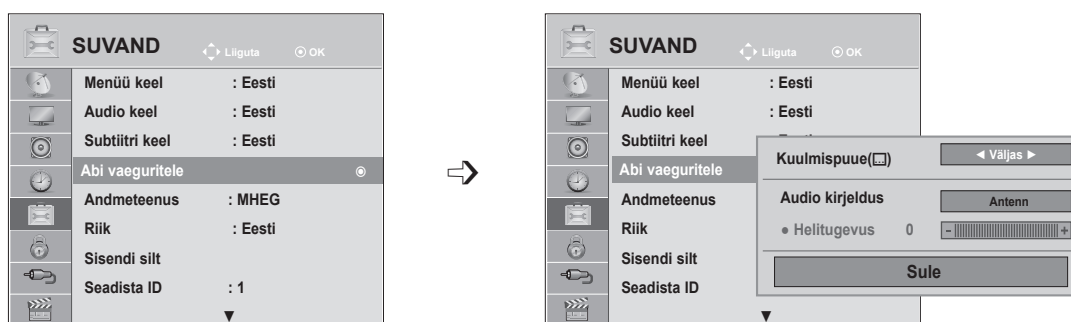 SUVAND Liiguta OK
Menüü keel : Eesti
Audio keel : Eesti
Subtiitri keel : Eesti
Abi vaeguritele
Andmeteenus : MHEG
Riik : Eesti
Sisendi silt
Seadista ID : 1
▼
SUVAND Liiguta OK
Menüü keel : Eesti
Audio keel : Eesti
Subtiitri keel
Abi vaeguritele
Andmeteenus
Riik
Sisendi silt
Seadista ID
▼
Kuulmispuue( ) ◄ Väljas ►
Audio kirjeldus Antenn
● Helitugevus 0 - +
Sule